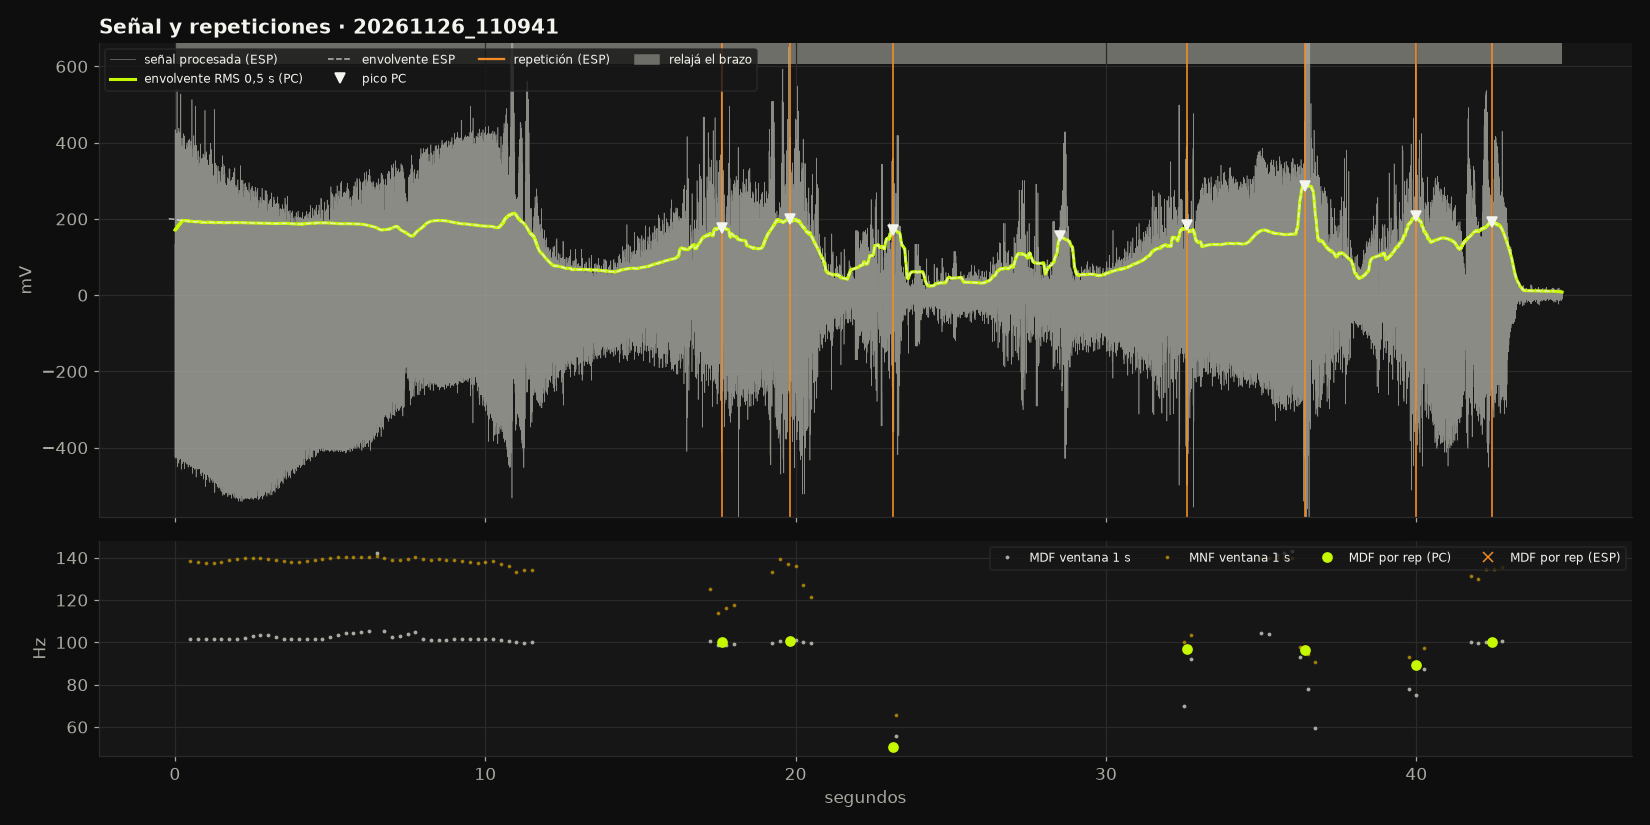 Señal y repeticiones · 20261126_110941
señal procesada (ESP)
envolvente RMS 0,5 s (PC)
envolvente ESP
pico PC
repetición (ESP)
relajá el brazo
600
400
200
0
−200
−400
mV
MDF ventana 1 s
MNF ventana 1 s
MDF por rep (PC)
MDF por rep (ESP)
140
120
100
80
60
Hz
0
10
20
30
40
segundos